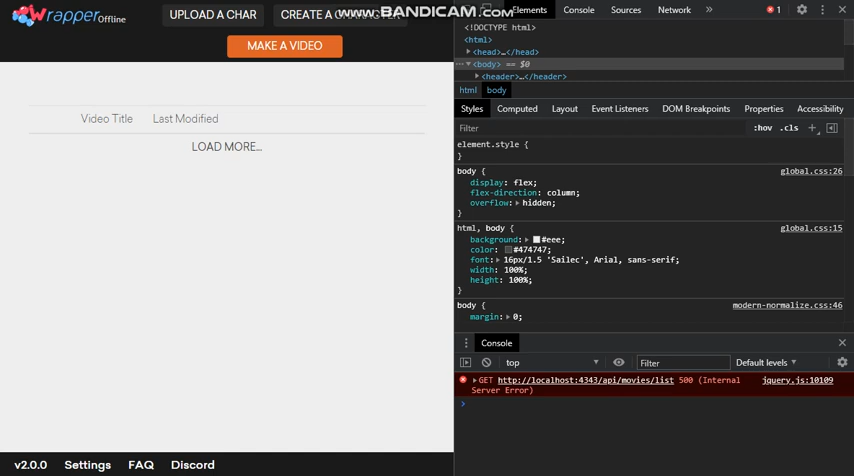 Wrapper Offline
UPLOAD A CHAR
CREATE A CHARACTER
www.BANDICAM.com
MAKE A VIDEO
Video Title Last Modified
LOAD MORE...
v2.0.0 Settings FAQ Discord
Elements Console Sources Network » 1
<!DOCTYPE html>
<html>
<head>…</head>
<body> == $0
<header>…</header>
html body
Styles Computed Layout Event Listeners DOM Breakpoints Properties Accessibility
Filter :hov .cls +
element.style {
}
body { global.css:26
display: flex;
flex-direction: column;
overflow: hidden;
}
html, body { global.css:15
background: #eee;
color: #474747;
font: 16px/1.5 'Sailec', Arial, sans-serif;
width: 100%;
height: 100%;
}
body { modern-normalize.css:46
margin: 0;
Console
top Filter Default levels
GET http://localhost:4343/api/movies/list 500 (Internal jquery.js:10109
Server Error)